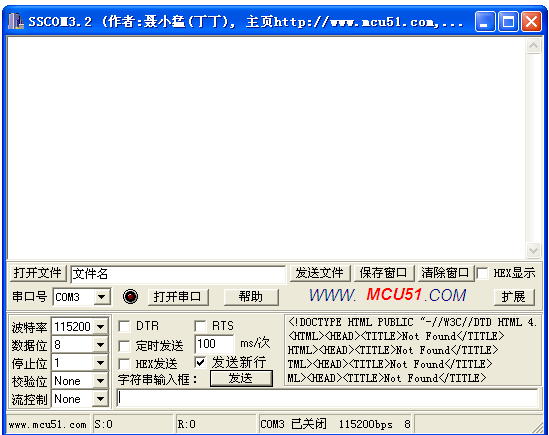 SSCOM3.2 (作者:聂小猛(丁丁), 主页http://www.mcu51.com,...
打开文件 文件名 发送文件 保存窗口 清除窗口 HEX显示
串口号 COM3 打开串口 帮助 WWW. MCU51.COM 扩展
波特率 115200 DTR RTS
数据位 8 定时发送 100 ms/次
停止位 1 HEX发送 发送新行
校验位 None 字符串输入框: 发送
流控制 None
<!DOCTYPE HTML PUBLIC "-//W3C//DTD HTML 4.
<HTML><HEAD><TITLE>Not Found</TITLE>
HTML><HEAD><TITLE>Not Found</TITLE>
TML><HEAD><TITLE>Not Found</TITLE>
ML><HEAD><TITLE>Not Found</TITLE>
www.mcu51.com S:0 R:0 COM3 已关闭 115200bps 8